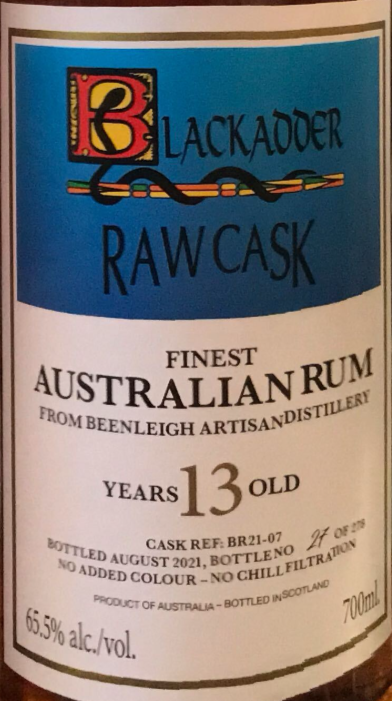 BLACKADDER
RAW CASK
FINEST
AUSTRALIAN RUM
FROM BEENLEIGH ARTISAN DISTILLERY
YEARS 13 OLD
CASK REF: BR21-07
BOTTLED AUGUST 2021, BOTTLE NO 27 OF 278
NO ADDED COLOUR – NO CHILL FILTRATION
PRODUCT OF AUSTRALIA – BOTTLED IN SCOTLAND
65.5% alc./vol. 700ml